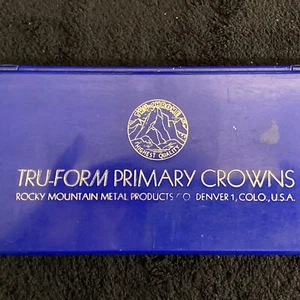 HIGHEST QUALITY
TRU-FORM PRIMARY CROWNS
ROCKY MOUNTAIN METAL PRODUCTS CO. DENVER 1, COLO., U.S.A.